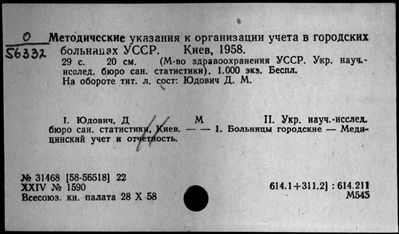 0
56332
Методические указания к организации учета в городских
больницах УССР. Киев, 1958.
29 с. 20 см. (М-во здравоохранения УССР. Укр. науч.-
исслед. бюро сан. статистики). 1.000 экз. Беспл.
На обороте тит. л. сост: Юдович Д. М.
I. Юдович, Д М II. Укр. науч.-исслед.
бюро сан. статистики, Киев. — — 1. Больницы городские — Меди-
цинский учет и отчетность.
№ 31468 [58-56518] 22
XXIV № 1590 614.1+311.2] : 614.211
Всесоюз. кн. палата 28 X 58 М545